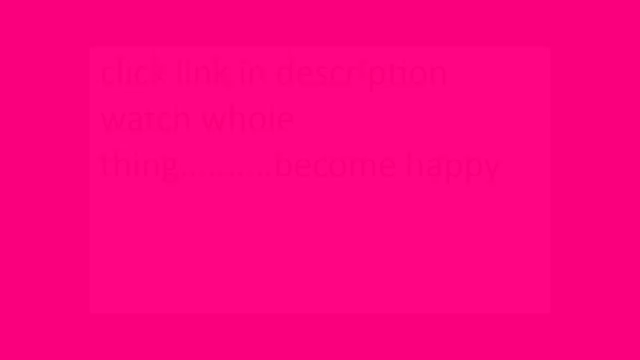 click link in description
watch whole
thing..........become happy